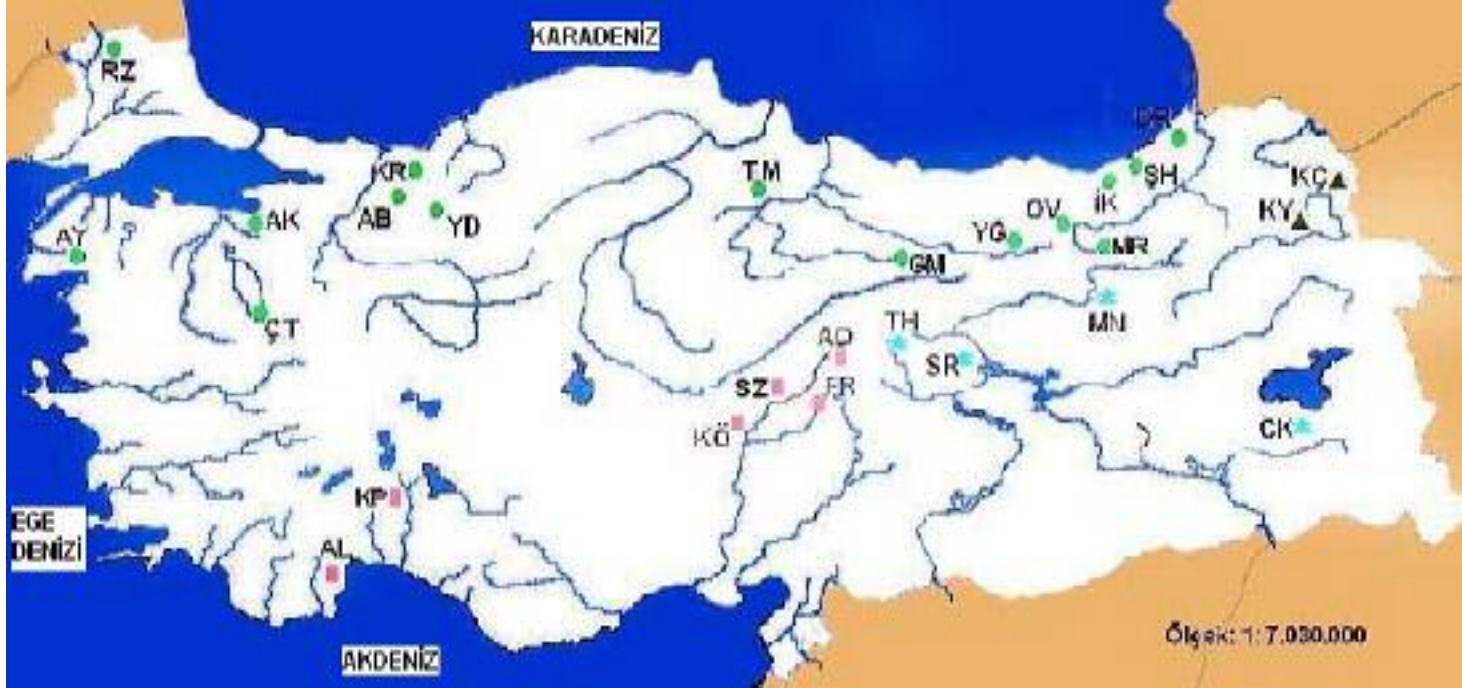 KARADENİZ
RZ
DR
KR
TM
ŞH
KÇ
İK
AK
AB
YD
OV
KY
AY
YG
MR
GM
ÇT
TH
MN
AD
SR
SZ
ER
KÖ
CK
KP
EGE
DENİZİ
AL
Ölçek: 1: 7.030.000
AKDENİZ